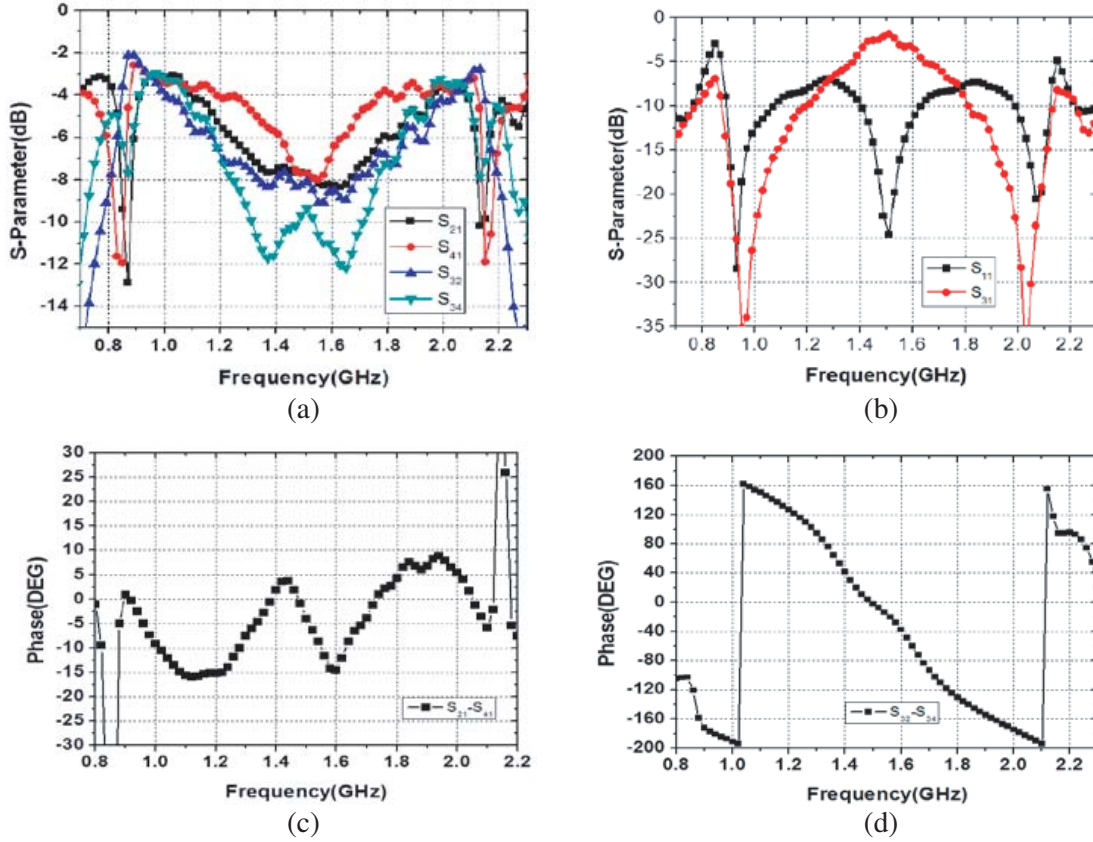 0
-2
-4
-6
-8
-10
-12
-14
S-Parameter(dB)
S21
S41
S32
S34
0.8 1.0 1.2 1.4 1.6 1.8 2.0 2.2
Frequency(GHz)
(a)
0
-5
-10
-15
-20
-25
-30
-35
S-Parameter(dB)
S11
S31
0.8 1.0 1.2 1.4 1.6 1.8 2.0 2.2
Frequency(GHz)
(b)
30
25
20
15
10
5
0
-5
-10
-15
-20
-25
-30
Phase(DEG)
S21-S41
0.8 1.0 1.2 1.4 1.6 1.8 2.0 2.2
Frequency(GHz)
(c)
200
160
120
80
40
0
-40
-80
-120
-160
-200
Phase(DEG)
S32-S34
0.8 1.0 1.2 1.4 1.6 1.8 2.0 2.2
Frequency(GHz)
(d)